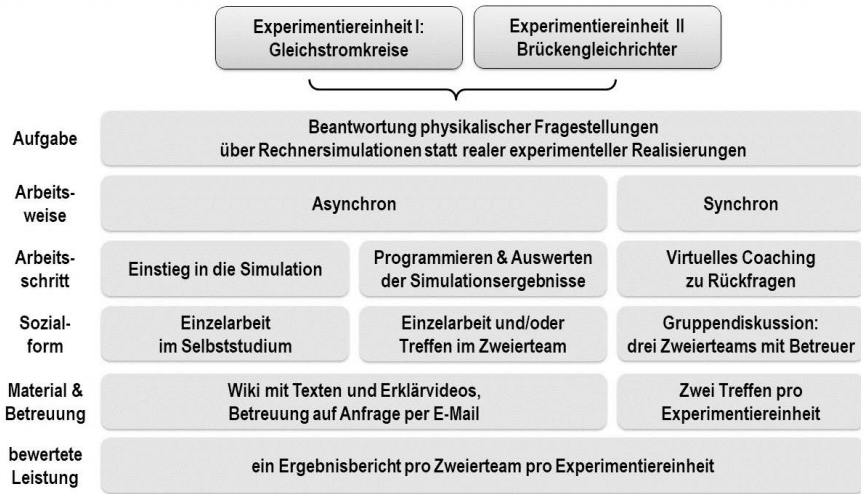 Experimentiereinheit I:
Gleichstromkreise
Experimentiereinheit II
Brückengleichrichter
Aufgabe
Beantwortung physikalischer Fragestellungen
über Rechnersimulationen statt realer experimenteller Realisierungen
Arbeits-
weise
Asynchron
Synchron
Arbeits-
schritt
Einstieg in die Simulation
Programmieren & Auswerten
der Simulationsergebnisse
Virtuelles Coaching
zu Rückfragen
Sozial-
form
Einzelarbeit
im Selbststudium
Einzelarbeit und/oder
Treffen im Zweierteam
Gruppendiskussion:
drei Zweierteams mit Betreuer
Material &
Betreuung
Wiki mit Texten und Erklärvideos,
Betreuung auf Anfrage per E-Mail
Zwei Treffen pro
Experimentiereinheit
bewertete
Leistung
ein Ergebnisbericht pro Zweierteam pro Experimentiereinheit